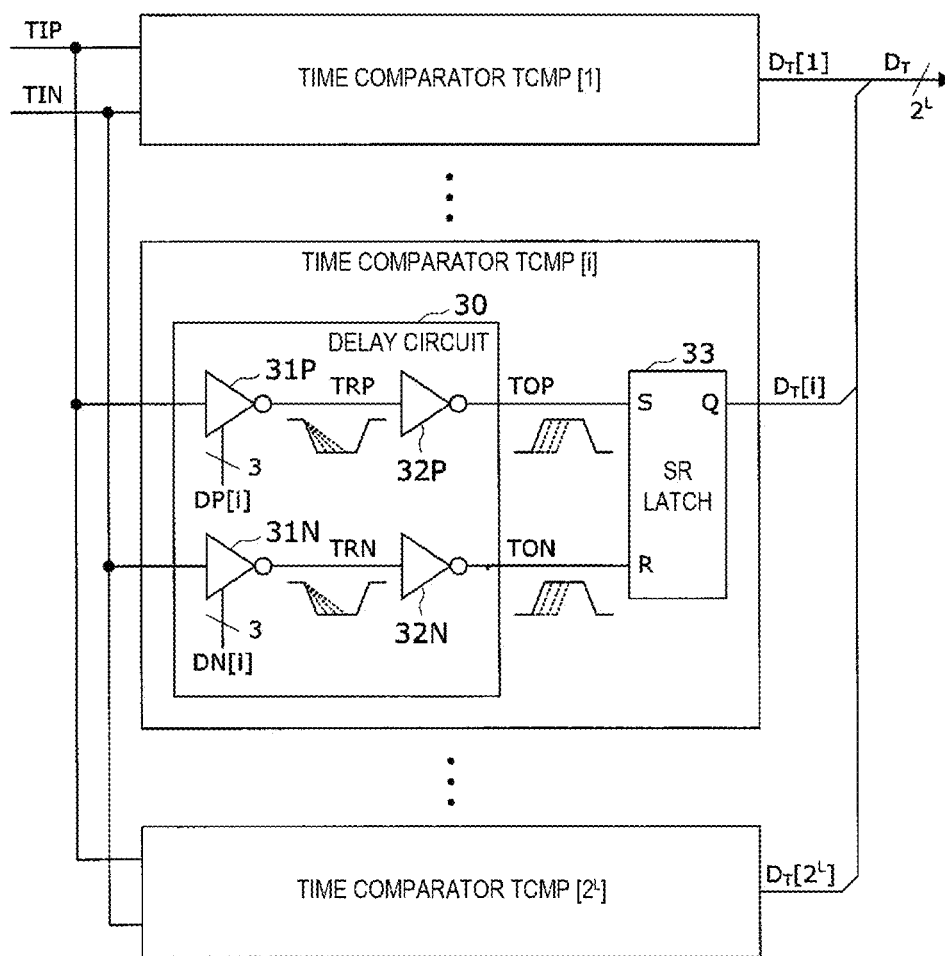 TIP
TIN
TIME COMPARATOR TCMP [1]
D_T[1]
D_T
2^L
TIME COMPARATOR TCMP [i]
30
DELAY CIRCUIT
31P
TRP
TOP
33
D_T[i]
S
Q
3
32P
SR
LATCH
DP[i]
31N
TRN
TON
R
3
32N
DN[i]
TIME COMPARATOR TCMP [2^L]
D_T[2^L]